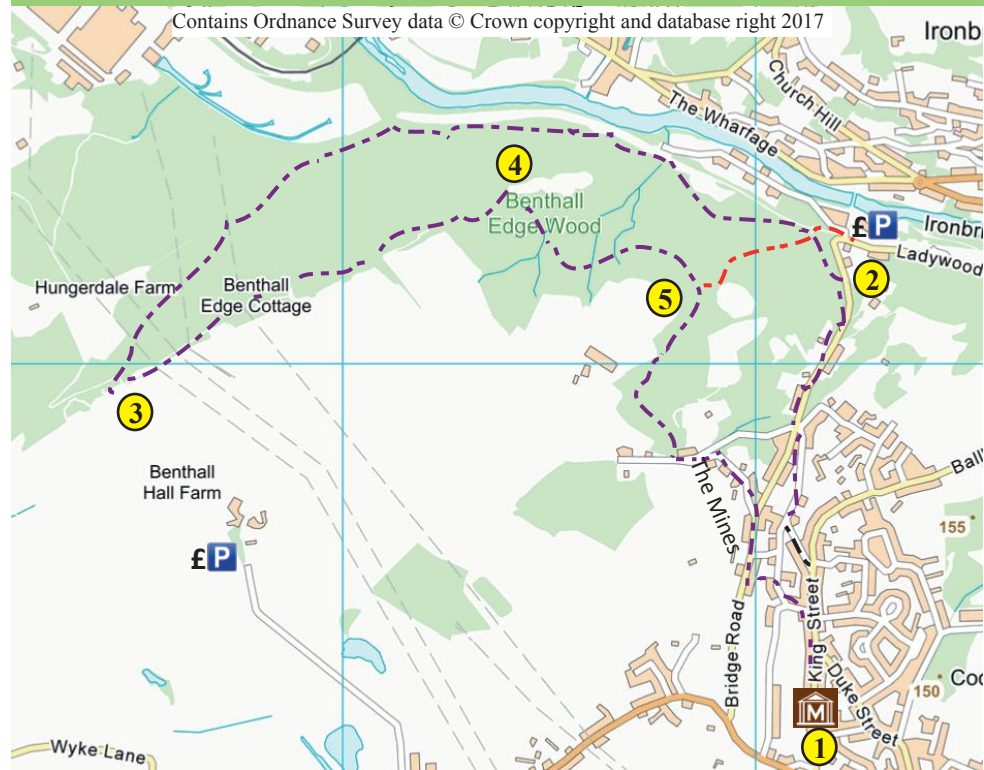 Contains Ordnance Survey data © Crown copyright and database right 2017
Ironb
Church Hill
The Wharfage
4
Benthall
Edge Wood
£ P
Ironbri
Ladywood
2
Hungerdale Farm
Benthall
Edge Cottage
5
3
Benthall
Hall Farm
The Mines
Ball
155
£ P
King Street
Bridge Road
Duke Street
150
Coo
M
1
Wyke Lane